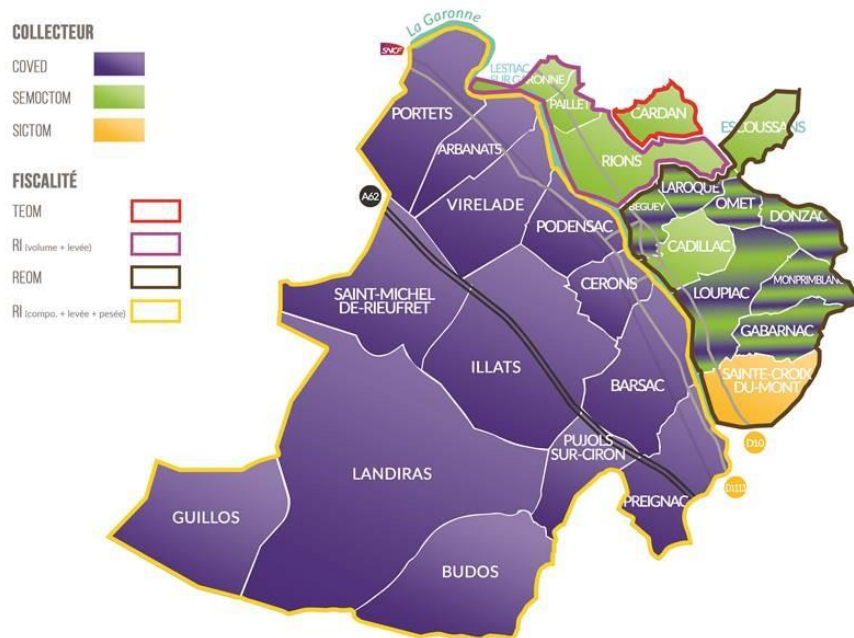 COLLECTEUR
COVED
SEMOCTOM
SICTOM
FISCALITÉ
TEOM
RI (volume + levée)
REOM
RI (compo. + levée + pesée)
La Garonne
SNCF
LESTIAC
SUR GARONNE
PAILLET
CARDAN
ESCOUSSANS
PORTETS
ARBANATS
RIONS
LAROQUE
A62
VIRELADE
BEGUEY
OMET
DONZAC
PODENSAC
CADILLAC
CERONS
MONPRIMBLANC
SAINT-MICHEL
DE-RIEUFRET
LOUPIAC
GABARNAC
ILLATS
SAINTE-CROIX
DU-MONT
BARSAC
D10
PUJOLS
SUR-CIRON
LANDIRAS
D1113
PREIGNAC
GUILLOS
BUDOS